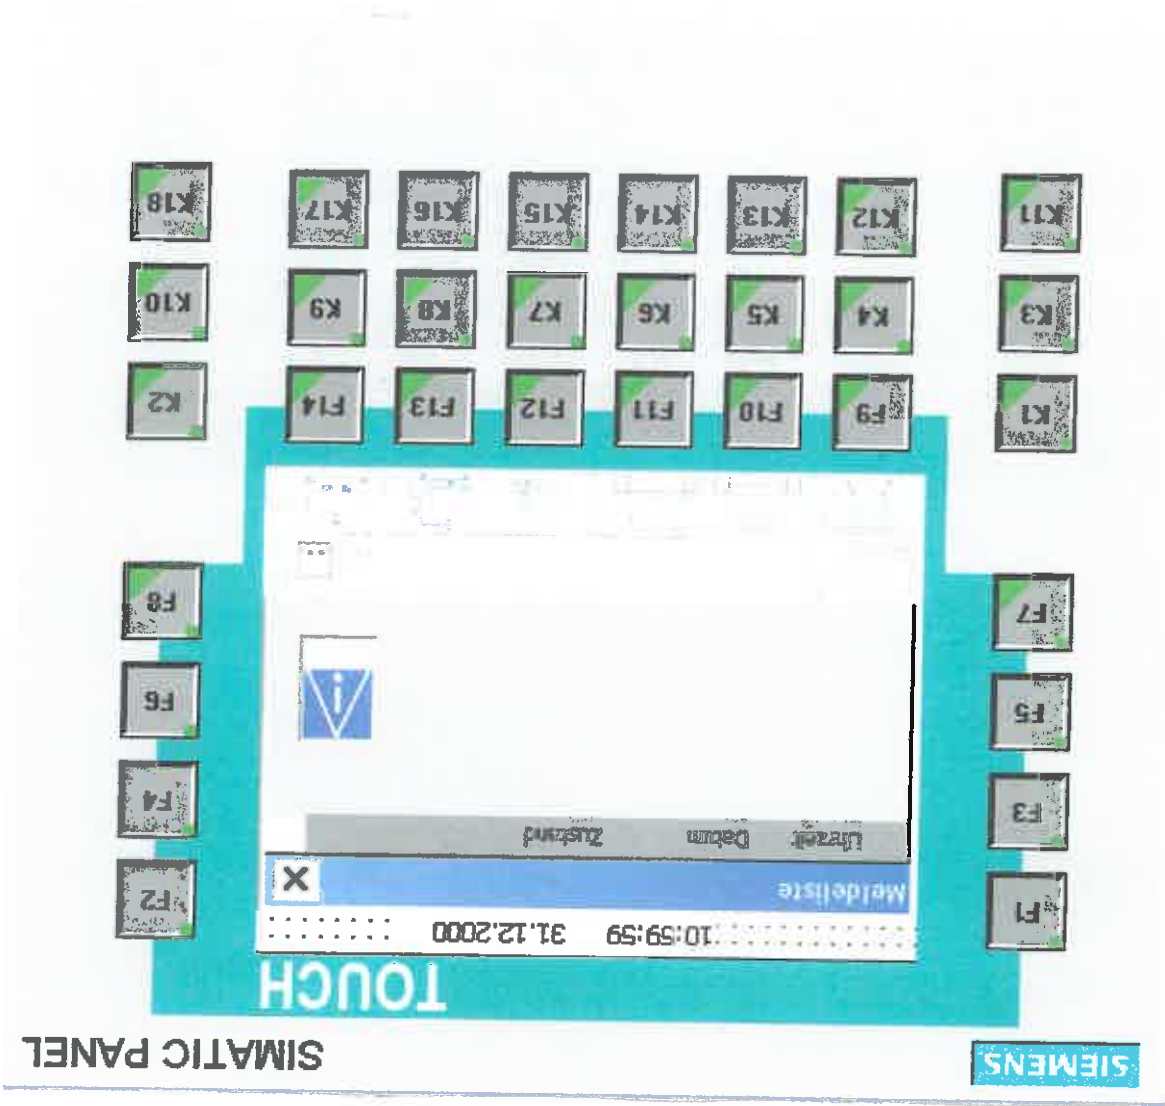 SIEMENS SIMATIC PANEL
TOUCH
10:59:59 31.12.2000
F1 F2
Meldeliste
Uhrzeit Datum Zustand
F3 F4
F5 F6
F7 F8
K1 F9 F10 F11 F12 F13 F14 K2
K3 K4 K5 K6 K7 K8 K9 K10
K11 K12 K13 K14 K15 K16 K17 K18